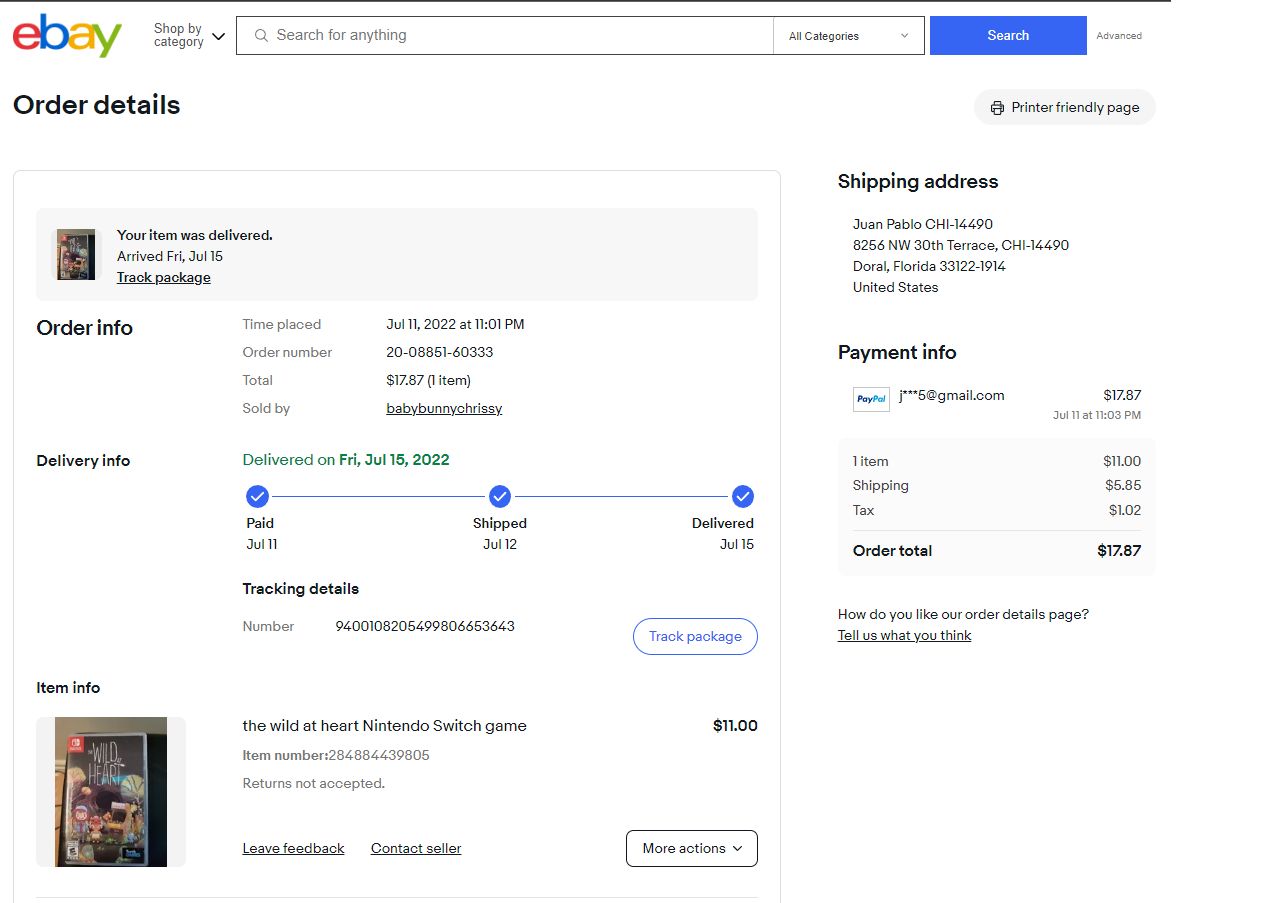 ebay
Shop by
category
Search for anything
All Categories
Search
Advanced
Order details
Printer friendly page
Your item was delivered.
Arrived Fri, Jul 15
Track package
Order info
Time placed Jul 11, 2022 at 11:01 PM
Order number 20-08851-60333
Total $17.87 (1 item)
Sold by babybunnychrissy
Delivery info
Delivered on Fri, Jul 15, 2022
Paid Shipped Delivered
Jul 11 Jul 12 Jul 15
Tracking details
Number 9400108205499806653643
Track package
Item info
THE WILD AT HEART
the wild at heart Nintendo Switch game $11.00
Item number:284884439805
Returns not accepted.
Leave feedback Contact seller More actions
Shipping address
Juan Pablo CHI-14490
8256 NW 30th Terrace, CHI-14490
Doral, Florida 33122-1914
United States
Payment info
PayPal j***5@gmail.com $17.87
Jul 11 at 11:03 PM
1 item $11.00
Shipping $5.85
Tax $1.02
Order total $17.87
How do you like our order details page?
Tell us what you think